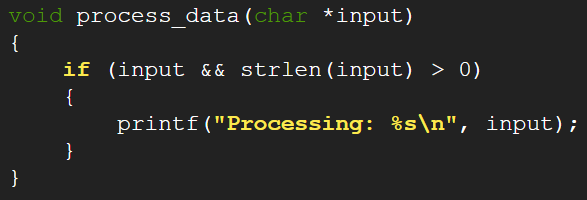 void process_data(char *input)
{
    if (input && strlen(input) > 0)
    {
        printf("Processing: %s\n", input);
    }
}